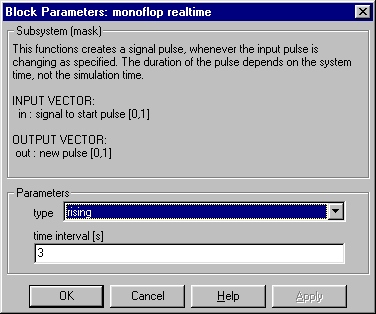 Block Parameters: monoflop realtime
Subsystem (mask)
This functions creates a signal pulse, whenever the input pulse is
changing as specified. The duration of the pulse depends on the system
time, not the simulation time.
INPUT VECTOR:
in : signal to start pulse [0,1]
OUTPUT VECTOR:
out : new pulse [0,1]
Parameters
type rising
time interval [s]
3
OK Cancel Help Apply